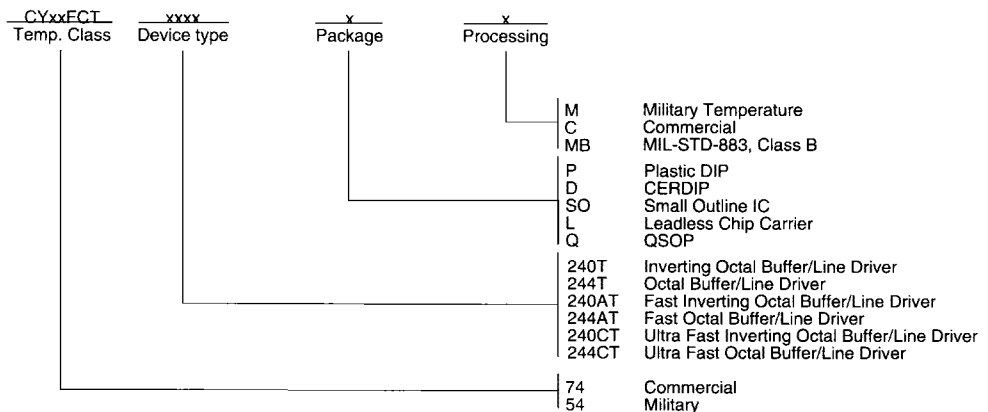 CYxxFCT xxxx x x
Temp. Class Device type Package Processing
M Military Temperature
C Commercial
MB MIL-STD-883, Class B
P Plastic DIP
D CERDIP
SO Small Outline IC
L Leadless Chip Carrier
Q QSOP
240T Inverting Octal Buffer/Line Driver
244T Octal Buffer/Line Driver
240AT Fast Inverting Octal Buffer/Line Driver
244AT Fast Octal Buffer/Line Driver
240CT Ultra Fast Inverting Octal Buffer/Line Driver
244CT Ultra Fast Octal Buffer/Line Driver
74 Commercial
54 Military